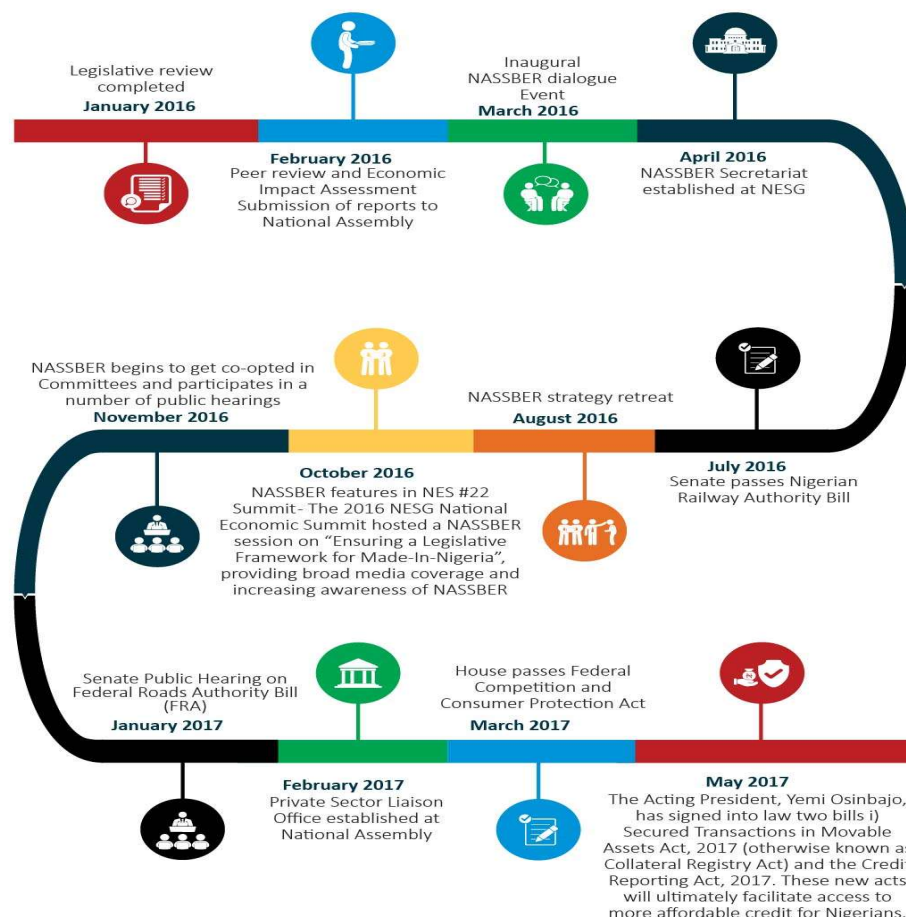 Legislative review
completed
January 2016
February 2016
Peer review and Economic
Impact Assessment
Submission of reports to
National Assembly
Inaugural
NASSBER dialogue
Event
March 2016
April 2016
NASSBER Secretariat
established at NESG
July 2016
Senate passes Nigerian
Railway Authority Bill
NASSBER strategy retreat
August 2016
October 2016
NASSBER features in NES #22
Summit- The 2016 NESG National
Economic Summit hosted a NASSBER
session on “Ensuring a Legislative
Framework for Made-In-Nigeria”,
providing broad media coverage and
increasing awareness of NASSBER
NASSBER begins to get co-opted in
Committees and participates in a
number of public hearings
November 2016
Senate Public Hearing on
Federal Roads Authority Bill
(FRA)
January 2017
February 2017
Private Sector Liaison
Office established at
National Assembly
House passes Federal
Competition and
Consumer Protection Act
March 2017
May 2017
The Acting President, Yemi Osinbajo,
has signed into law two bills i)
Secured Transactions in Movable
Assets Act, 2017 (otherwise known as
Collateral Registry Act) and the Credit
Reporting Act, 2017. These new acts
will ultimately facilitate access to
more affordable credit for Nigerians.